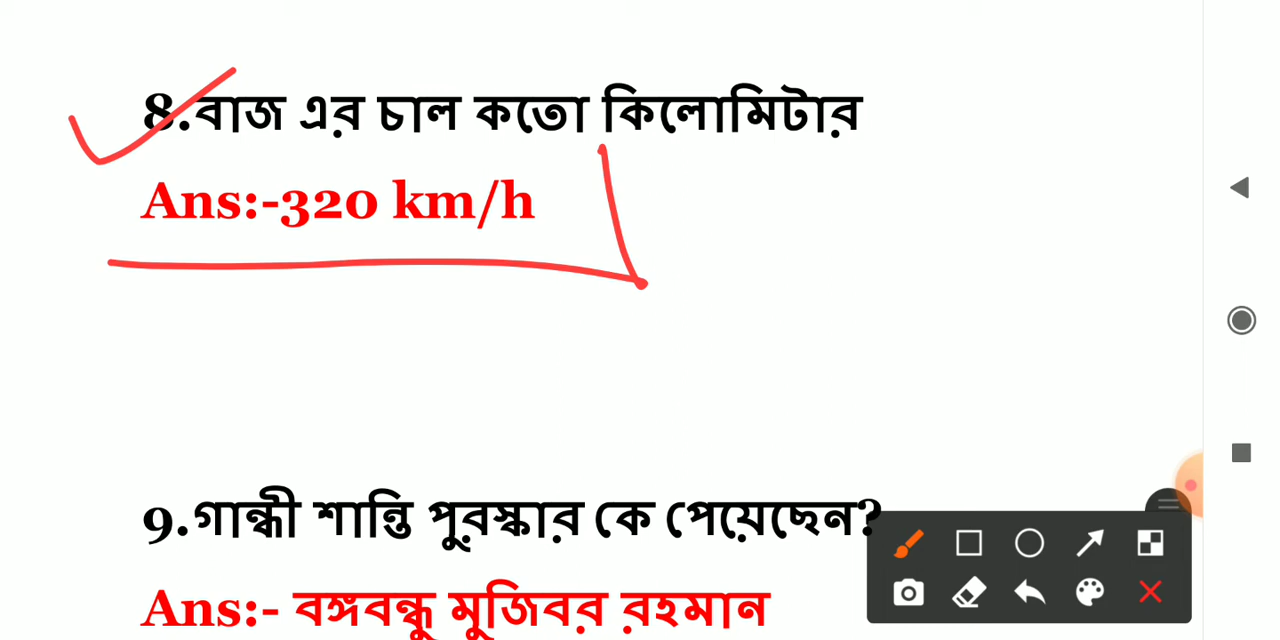 8.বাজ এর চাল কতো কিলোমিটার
Ans:-320 km/h
9.গান্ধী শান্তি পুরস্কার কে পেয়েছেন?
Ans:- বঙ্গবন্ধু মুজিবর রহমান